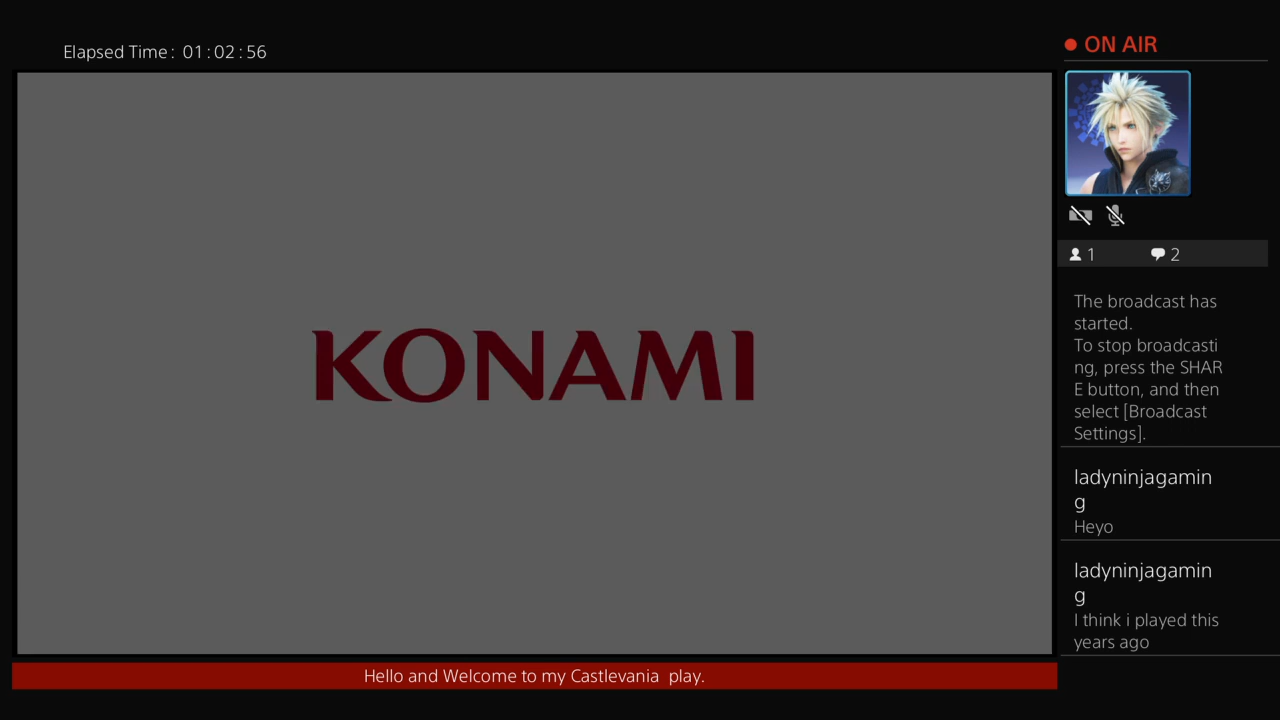 Elapsed Time: 01:02:56
ON AIR
KONAMI
1
2
The broadcast has
started.
To stop broadcasti
ng, press the SHAR
E button, and then
select [Broadcast
Settings].
ladyninjagamin
g
Heyo
ladyninjagamin
g
I think i played this
years ago
Hello and Welcome to my Castlevania  play.